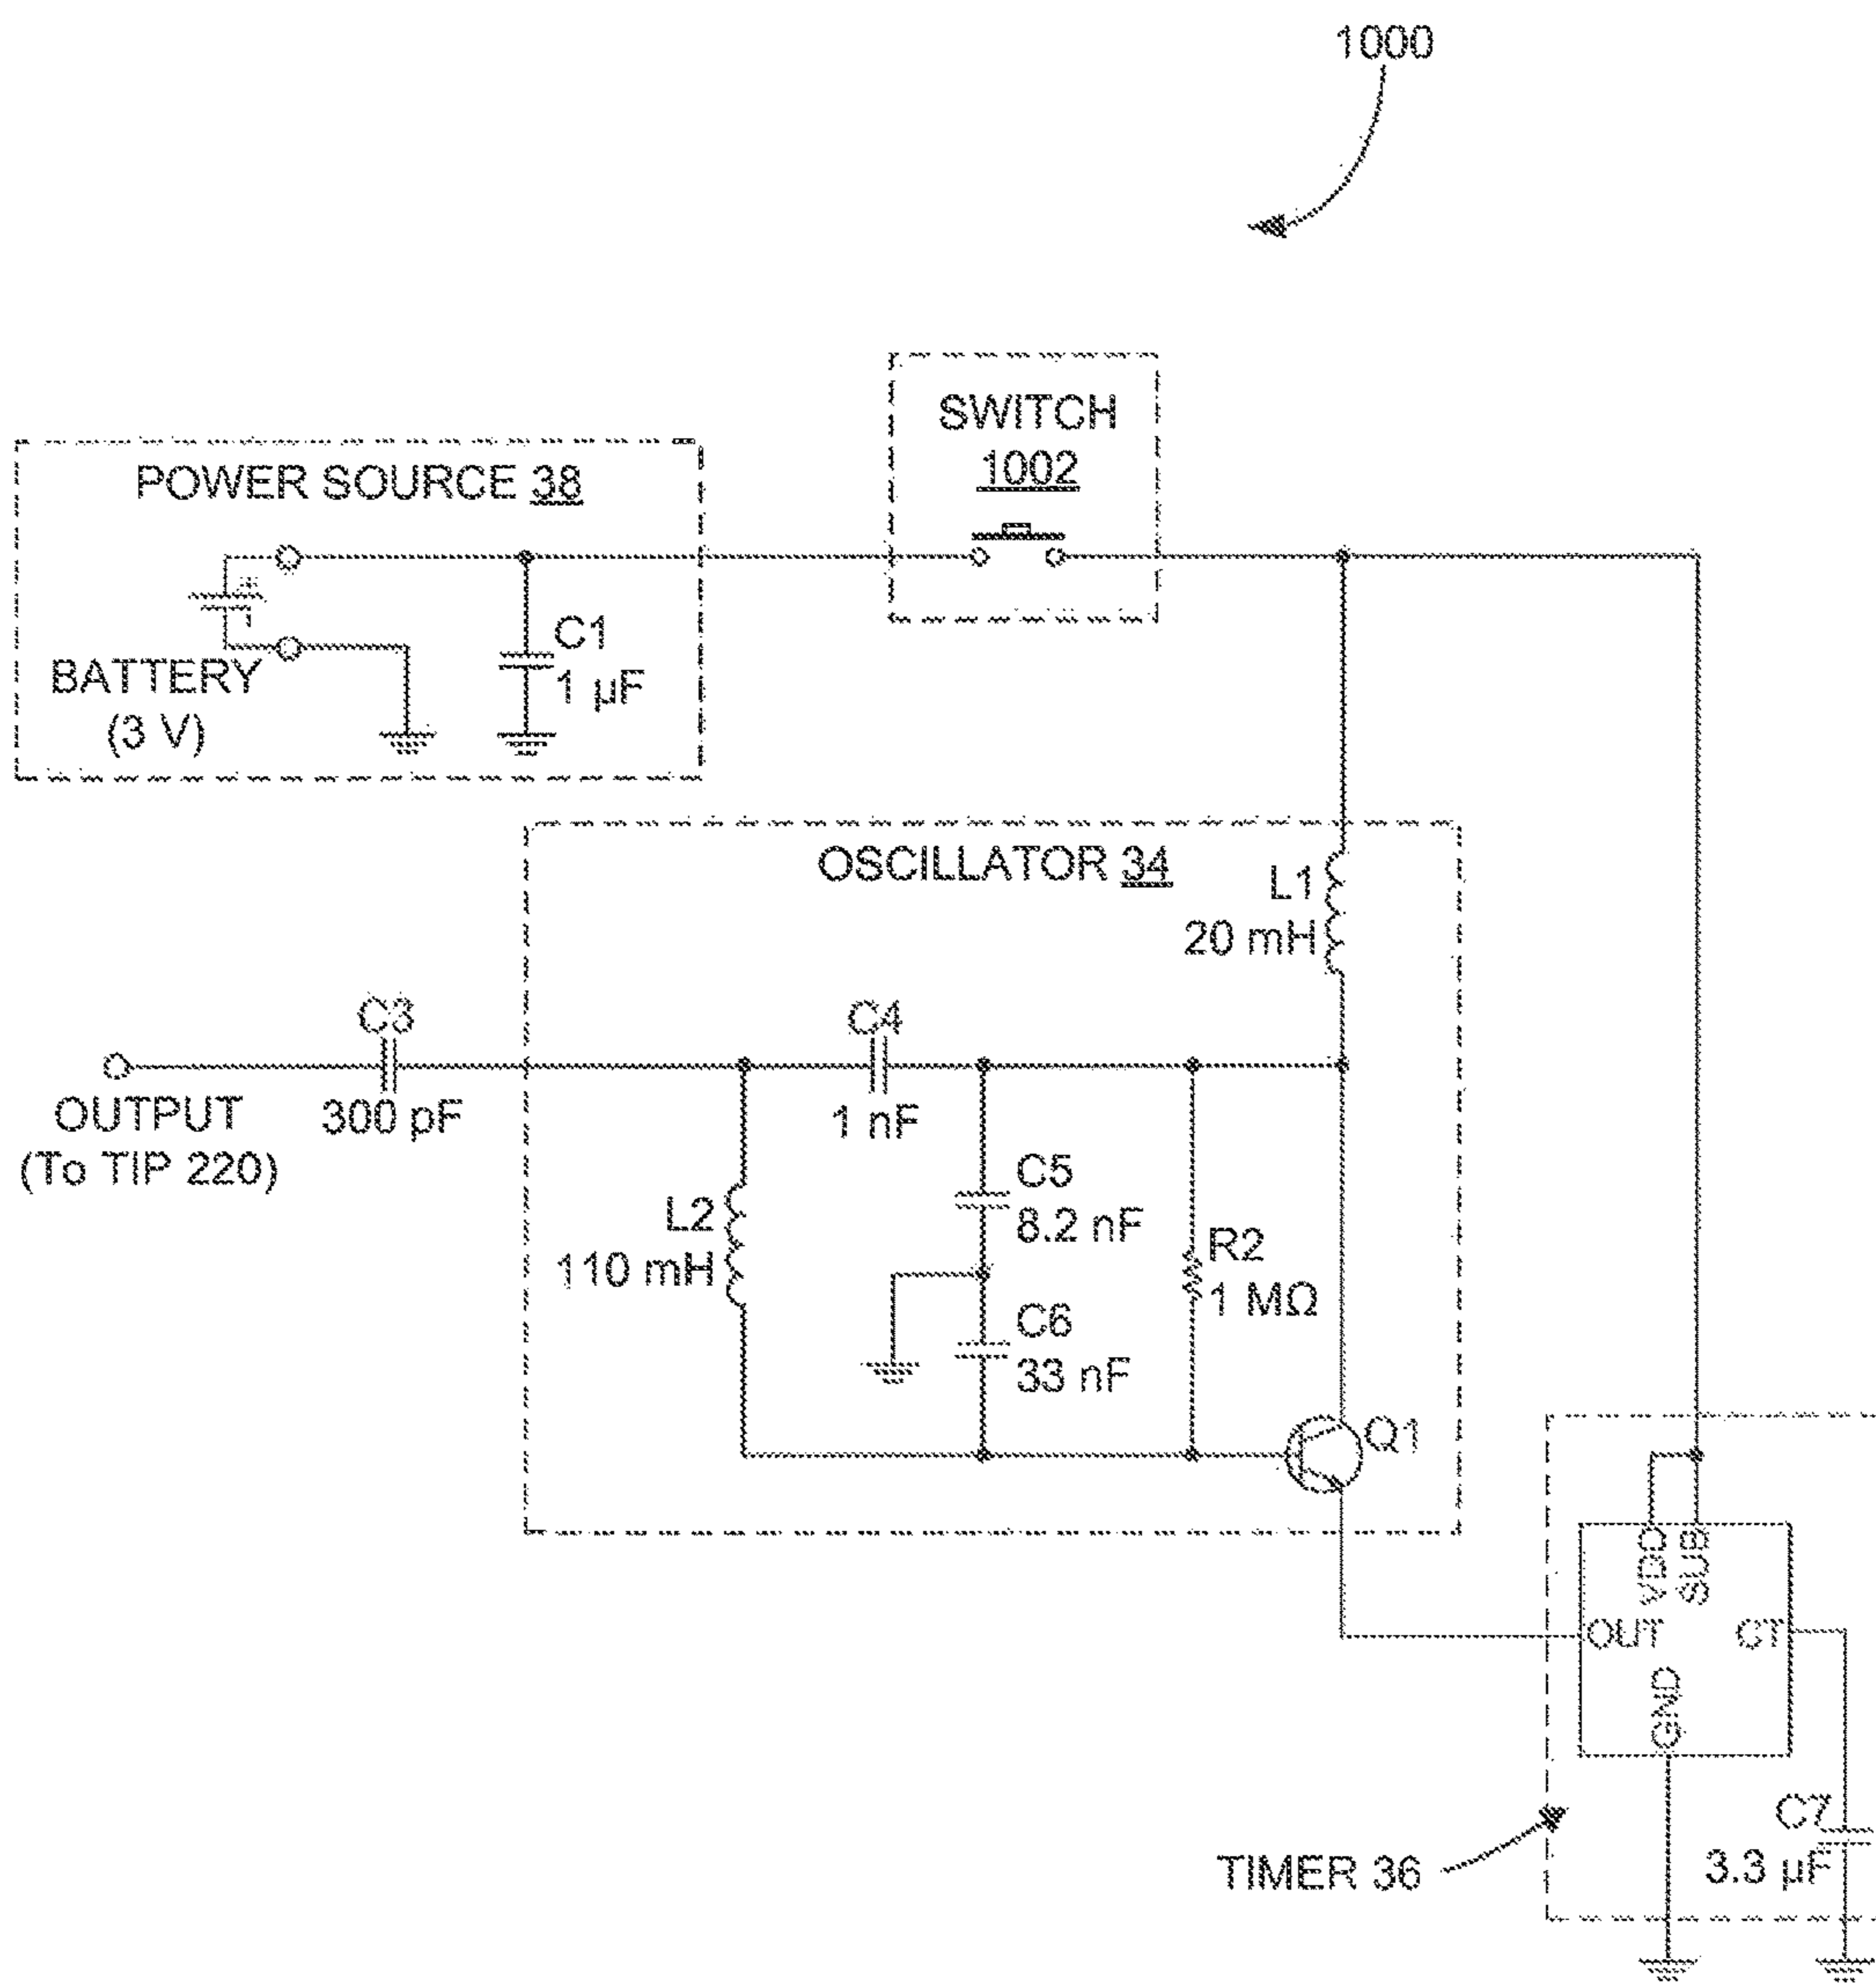 1000
SWITCH
1002
POWER SOURCE 38
BATTERY
(3 V)
C1
1 µF
OSCILLATOR 34
L1
20 mH
C3
300 pF
OUTPUT
(To TIP 220)
C4
1 nF
L2
110 mH
C5
8.2 nF
C6
33 nF
R2
1 MΩ
Q1
VDD
SUB
OUT
CT
GND
C7
3.3 µF
TIMER 36